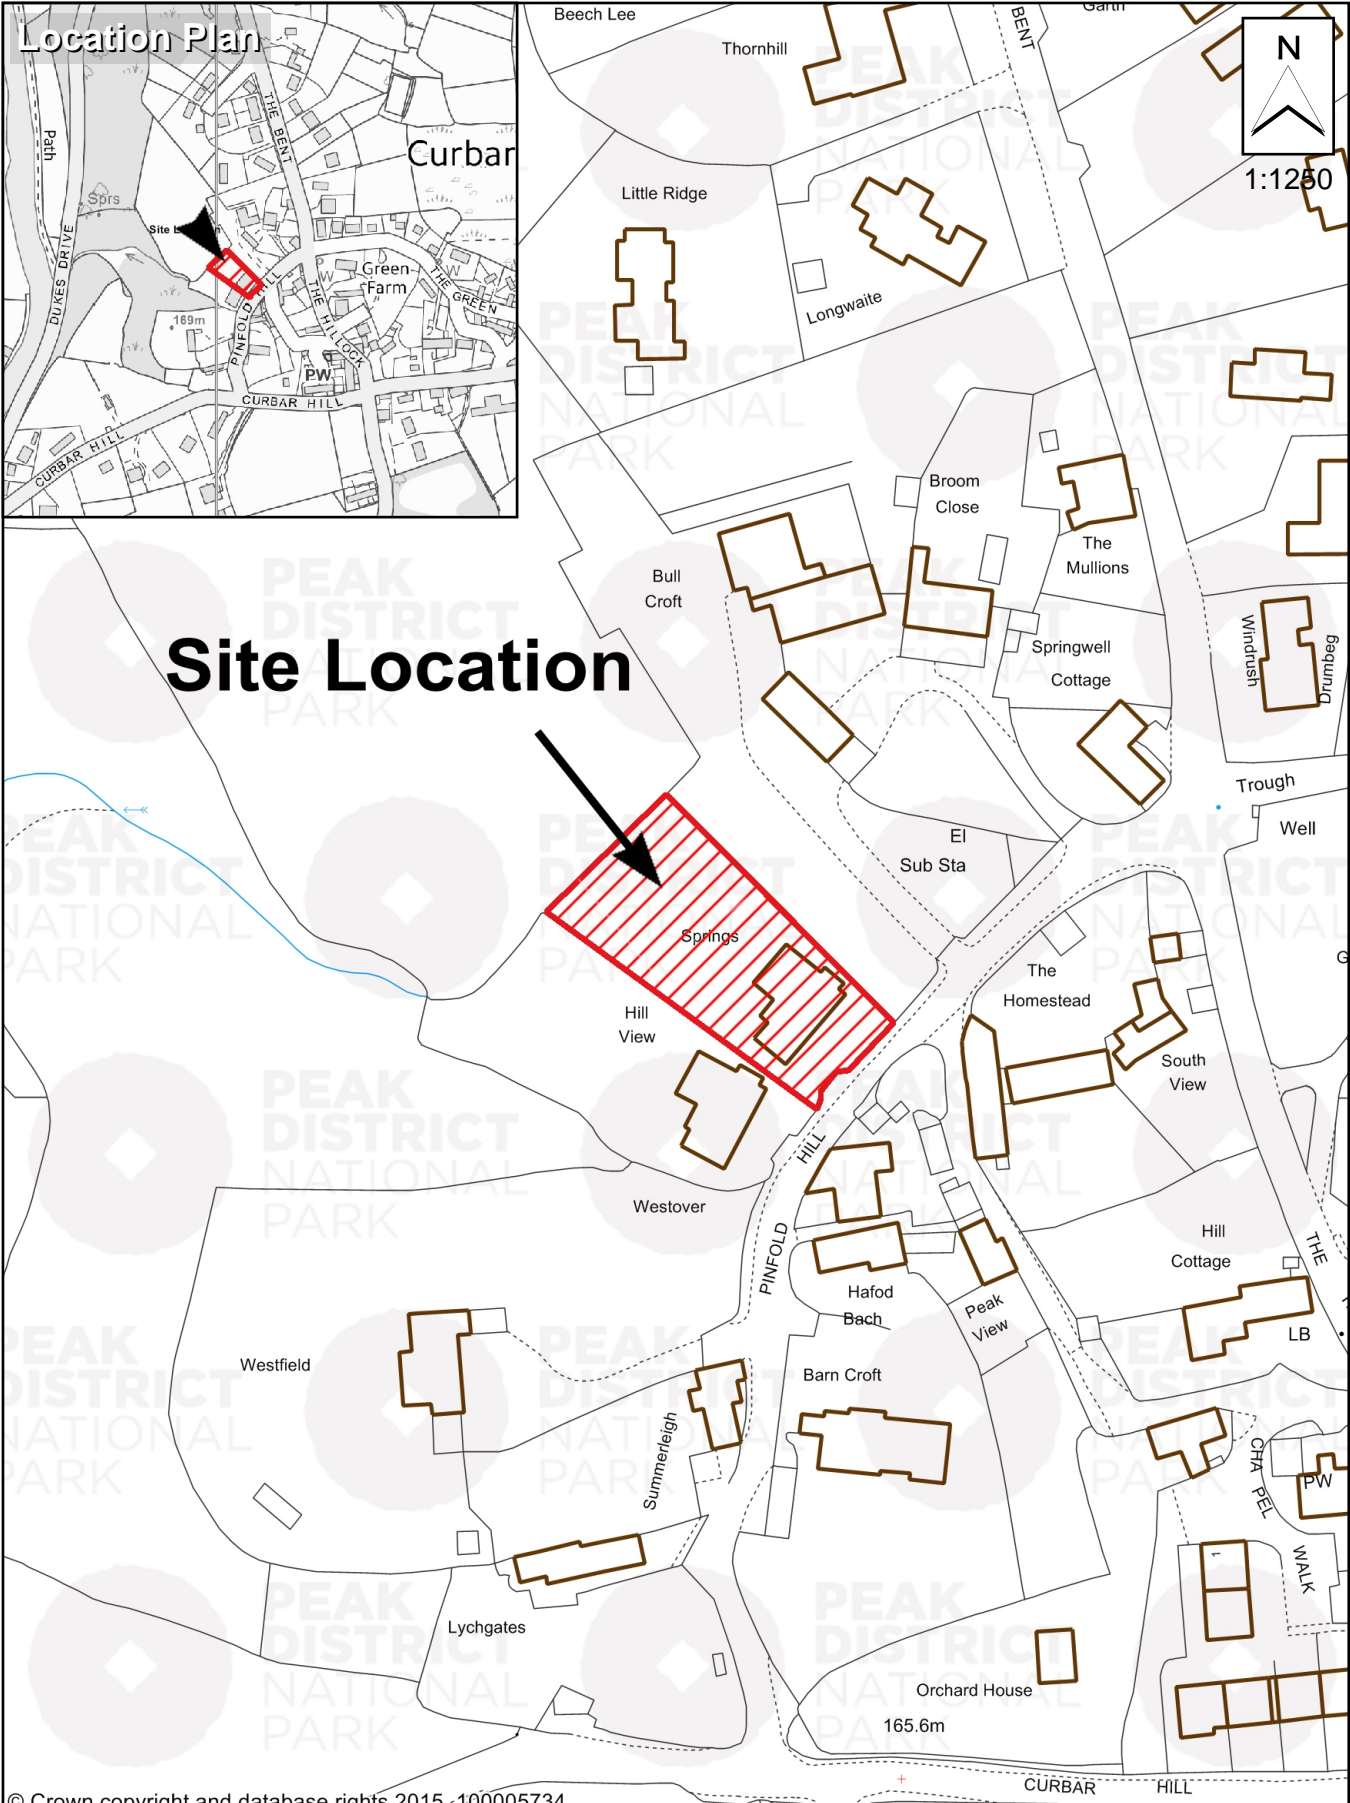 Location Plan
Path
DUKES DRIVE
Sprs
THE BENT
Curbar
Site L
n
PINFOLD HILL
169m
W
Green
Farm
W
THE GREEN
THE HILLOCK
PW
CURBAR HILL
CURBAR HILL
Beech Lee
Thornhill
BENT
Garth
N
1:1250
Little Ridge
Longwaite
Broom
Close
The
Mullions
Bull
Croft
Springwell
Cottage
Windrush
Drumbeg
Site Location
Trough
Well
El
Sub Sta
Springs
G
The
Homestead
Hill
View
South
View
HILL
PINFOLD
Westover
Hill
Cottage
THE
Hafod
Bach
Peak
View
LB
Westfield
Barn Croft
Summerleigh
CHAPEL
WALK
PW
1
Lychgates
Orchard House
165.6m
CURBAR HILL
© Crown copyright and database rights 2015. 100005734
PEAK
DISTRICT
NATIONAL
PARK